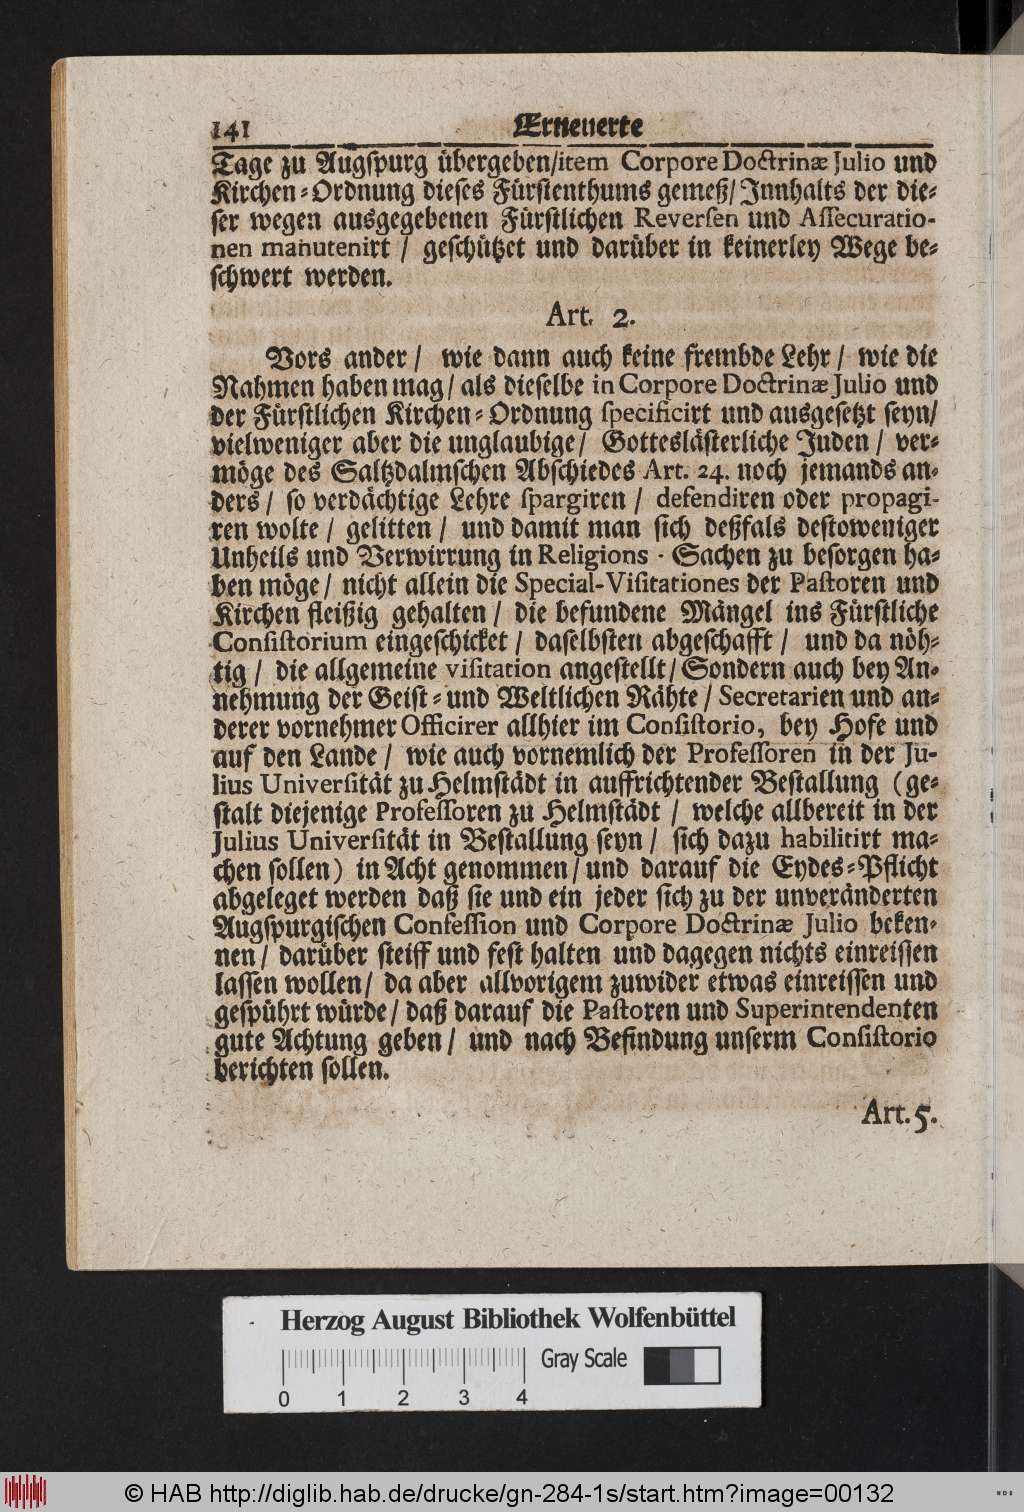 141 Erneuerte
Tage zu Augspurg übergeben/item Corpore Doctrinæ Julio und
Kirchen-Ordnung dieses Fürstenthums gemeß/ Innhalts der die-
ser wegen ausgegebenen Fürstlichen Reversen und Assecuratio-
nen manutenirt / geschützet und darüber in keinerley Wege be-
schwert werden.
Art. 2.
Vors ander / wie dann auch keine frembde Lehr / wie die
Nahmen haben mag / als dieselbe in Corpore Doctrinæ Julio und
der Fürstlichen Kirchen-Ordnung specificirt und ausgesetzt seyn/
vielweniger aber die unglaubige / Gotteslästerliche Juden / ver-
möge des Saltzdalmschen Abschiedes Art. 24. noch jemands an-
ders / so verdächtige Lehre spargiren / defendiren oder propagi-
ren wolte / gelitten / und damit man sich deßfals destoweniger
Unheils und Verwirrung in Religions-Sachen zu besorgen ha-
ben möge / nicht allein die Special-Visitationes der Pastoren und
Kirchen fleißig gehalten / die befundene Mängel ins Fürstliche
Consistorium eingeschicket / daselbsten abgeschafft / und da nöh-
tig / die allgemeine visitation angestellt / Sondern auch bey An-
nehmung der Geist- und Weltlichen Rähte / Secretarien und an-
derer vornehmer Officirer allhier im Consistorio, bey Hofe und
auf den Lande / wie auch vornemlich der Professoren in der Ju-
lius Universität zu Helmstädt in auffrichtender Bestallung (ge-
stalt diejenige Professoren zu Helmstädt / welche allbereit in der
Julius Universität in Bestallung seyn / sich dazu habilitirt ma-
chen sollen) in Acht genommen / und darauf die Eydes-Pflicht
abgeleget werden daß sie und ein jeder sich zu der unveränderten
Augspurgischen Confession und Corpore Doctrinæ Julio beken-
nen / darüber steiff und fest halten und dagegen nichts einreissen
lassen wollen / da aber allvorigem zuwider etwas einreissen und
gespührt würde / daß darauf die Pastoren und Superintendenten
gute Achtung geben / und nach Befindung unserm Consistorio
berichten sollen.
Art. 5.
Herzog August Bibliothek Wolfenbüttel
Gray Scale
0 1 2 3 4
© HAB http://diglib.hab.de/drucke/gn-284-1s/start.htm?image=00132